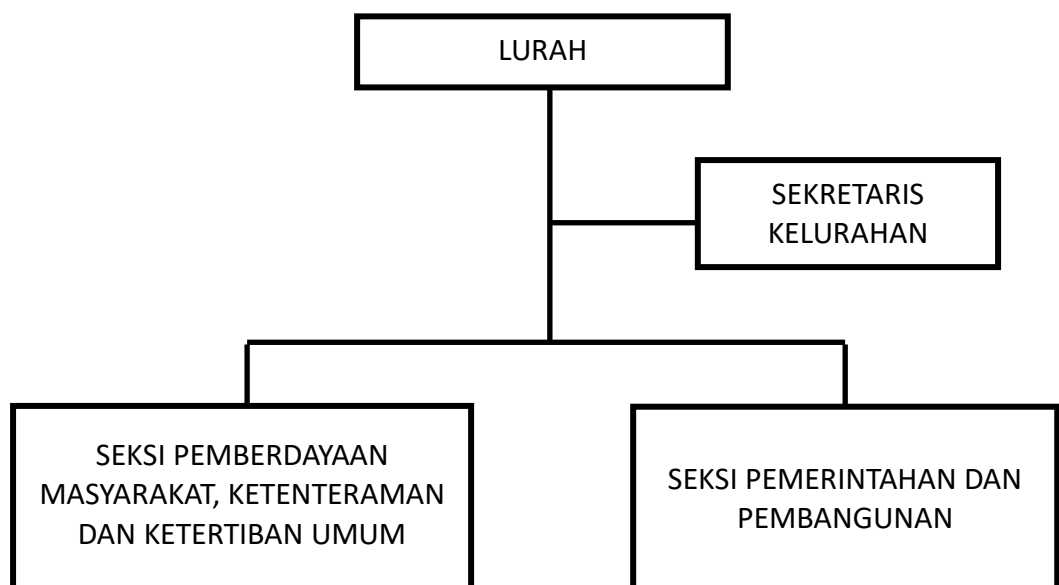 LURAH
SEKRETARIS
KELURAHAN
SEKSI PEMBERDAYAAN
MASYARAKAT, KETENTERAMAN
DAN KETERTIBAN UMUM
SEKSI PEMERINTAHAN DAN
PEMBANGUNAN